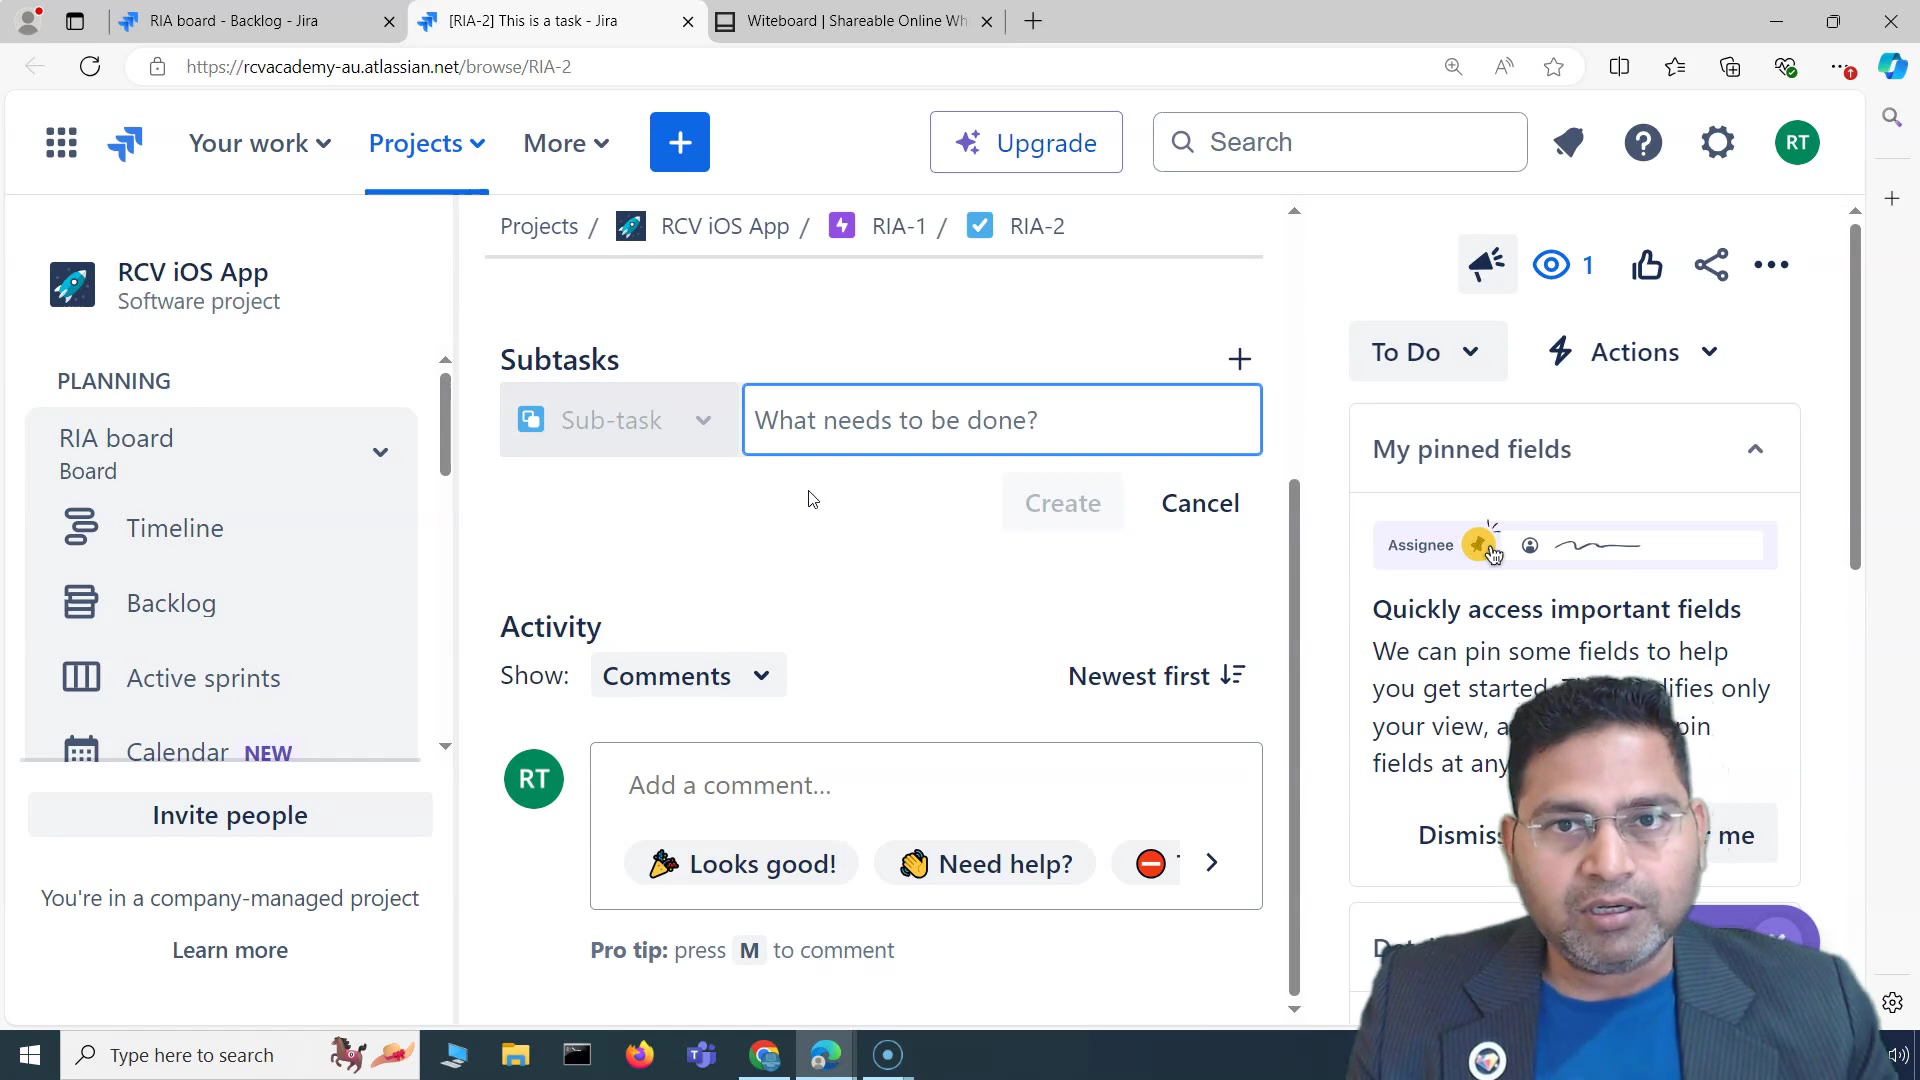 RIA board - Backlog - Jira
[RIA-2] This is a task - Jira
Witeboard | Shareable Online Wh
https://rcvacademy-au.atlassian.net/browse/RIA-2
Your work
Projects
More
Upgrade
Search
RT
Projects / RCV iOS App / RIA-1 / RIA-2
1
RCV iOS App
Software project
Subtasks
To Do
Actions
PLANNING
Sub-task
What needs to be done?
RIA board
Board
My pinned fields
Create
Cancel
Timeline
Assignee
Backlog
Quickly access important fields
Activity
We can pin some fields to help
Show:
Comments
Newest first
you get started.
only
Active sprints
your view,
pin
Calendar NEW
fields at any
RT
Add a comment...
Invite people
Dismiss
me
Looks good!
Need help?
You're in a company-managed project
Learn more
Pro tip: press M to comment
Type here to search